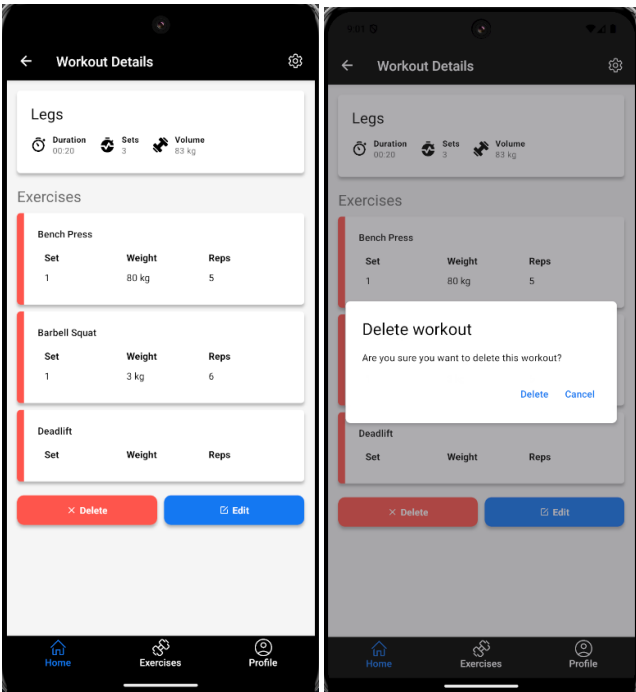 Workout Details
Legs
Duration Sets Volume
00:20 3 83 kg
Exercises
Bench Press
Set Weight Reps
1 80 kg 5
Barbell Squat
Set Weight Reps
1 3 kg 6
Deadlift
Set Weight Reps
Delete Edit
Home Exercises Profile
9:01
Workout Details
Legs
Duration Sets Volume
00:20 3 83 kg
Exercises
Bench Press
Set Weight Reps
1 80 kg 5
Delete workout
Are you sure you want to delete this workout?
Delete Cancel
Deadlift
Set Weight Reps
Delete Edit
Home Exercises Profile